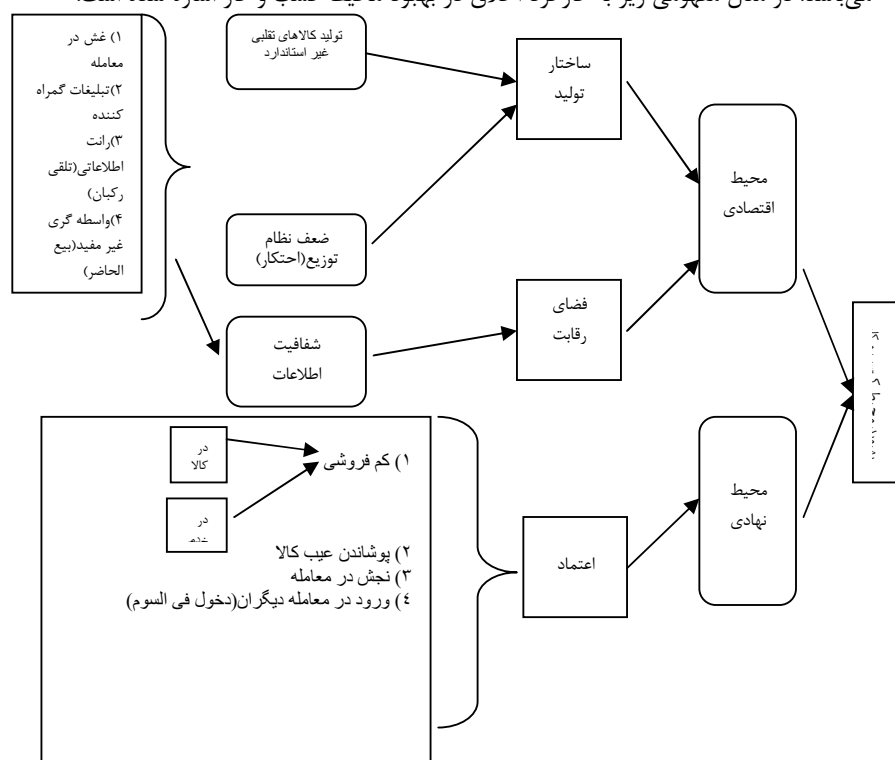 ۱) غش در
معامله
۲)تبلیغات گمراه
کننده
۳)رانت
اطلاعاتی(تلقی
رکبان)
۴)واسطه گری
غیر مفید(بیع
الحاضر)
تولید کالاهای تقلبی
غیر استاندارد
ساختار
تولید
محیط
اقتصادی
ضعف نظام
توزیع(احتکار)
فضای
رقابت
شفافیت
اطلاعات
در
کالا
۱) کم فروشی
در
۲) پوشاندن عیب کالا
۳) نجش در معامله
٤) ورود در معامله دیگران(دخول فی السوم)
اعتماد
محیط
نهادی